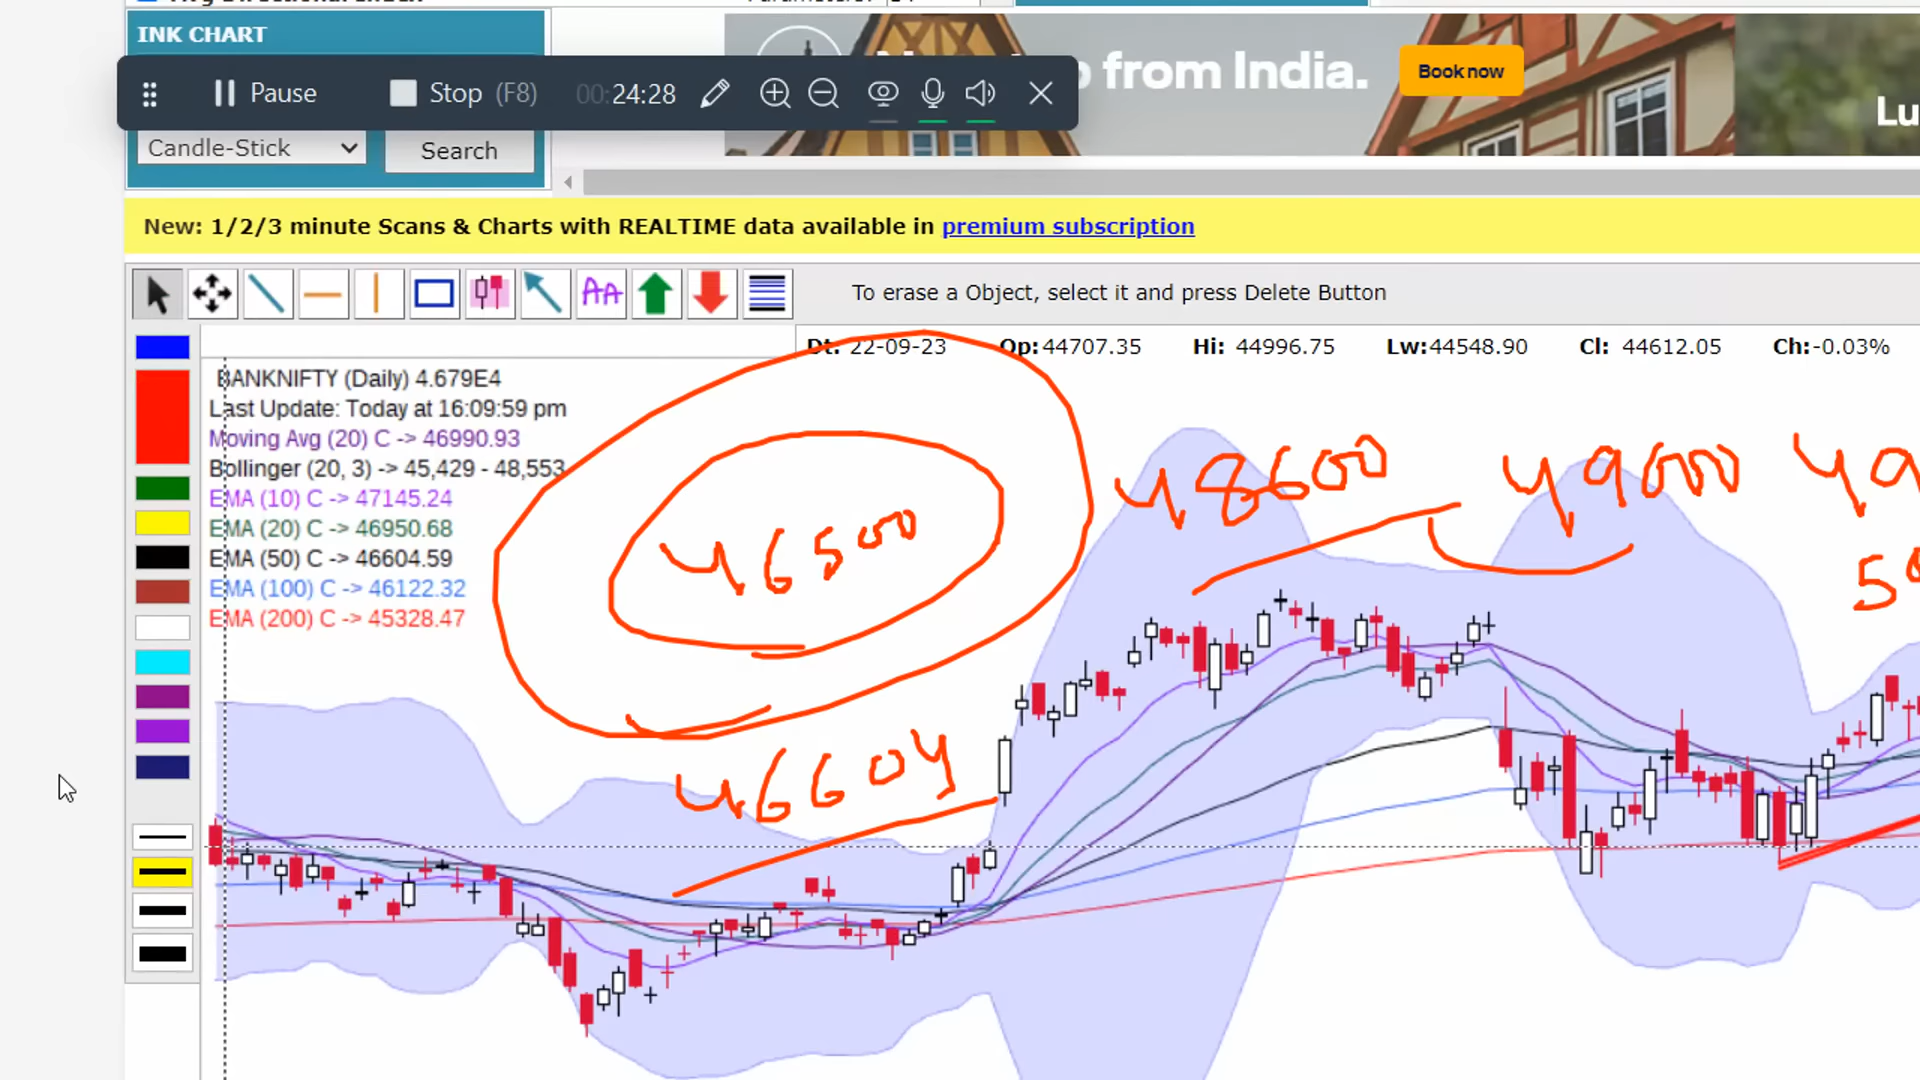 INK CHART
from India.
Book now
Lu
Pause
Stop (F8)
00:24:28
Candle-Stick
Search
New: 1/2/3 minute Scans & Charts with REALTIME data available in premium subscription
AA
To erase a Object, select it and press Delete Button
Dt: 22-09-23 Op:44707.35 Hi: 44996.75 Lw:44548.90 Cl: 44612.05 Ch:-0.03%
BANKNIFTY (Daily) 4.679E4
Last Update: Today at 16:09:59 pm
Moving Avg (20) C -> 46990.93
Bollinger (20, 3) -> 45,429 - 48,553
EMA (10) C -> 47145.24
EMA (20) C -> 46950.68
EMA (50) C -> 46604.59
EMA (100) C -> 46122.32
EMA (200) C -> 45328.47
46500
48600
49000
49
50
46604